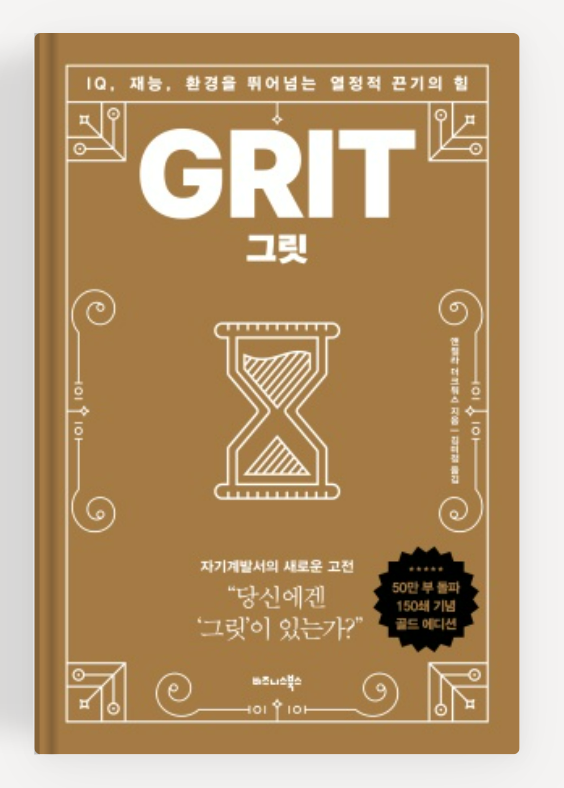 IQ, 재능, 환경을 뛰어넘는 열정적 끈기의 힘
GRIT
그릿
앤절라 더크워스 지음 | 김미정 옮김
자기계발서의 새로운 고전
“당신에겐
‘그릿’이 있는가?”
50만 부 돌파
150쇄 기념
골드 에디션
비즈니스북스